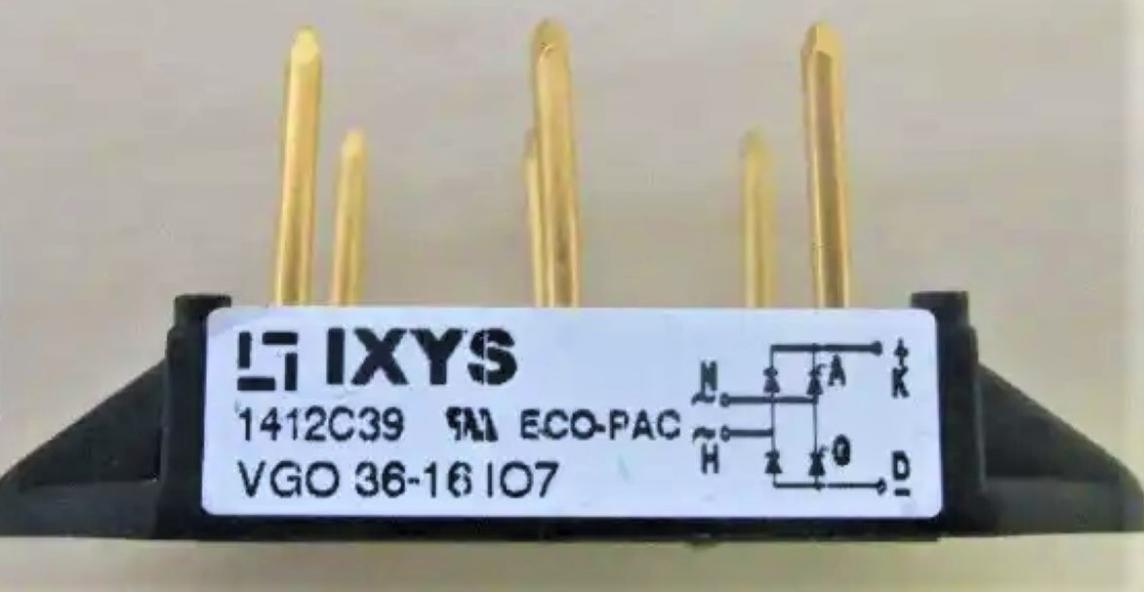 IXYS
1412C39 ECO-PAC
VGO 36-16 IO7
N A + K
~
~
H G D -